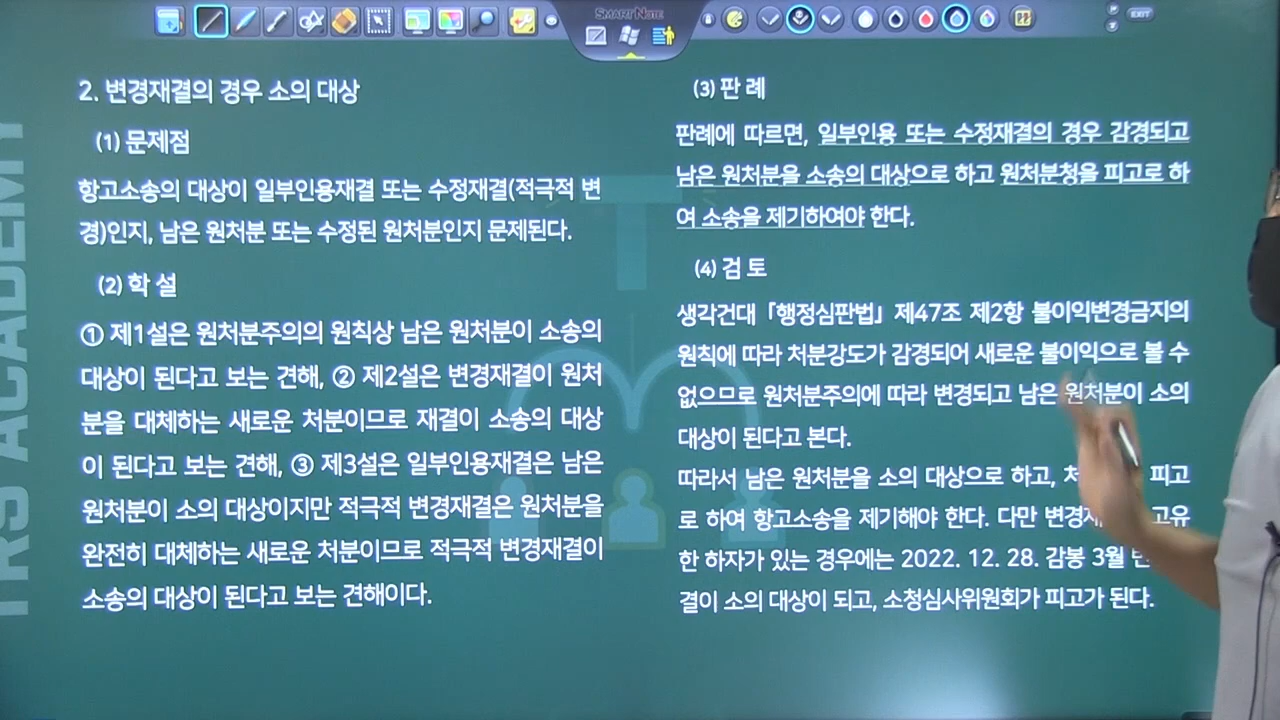 SMART NOTE
EXIT
TRS ACADEMY
2. 변경재결의 경우 소의 대상
(1) 문제점
항고소송의 대상이 일부인용재결 또는 수정재결(적극적 변
경)인지, 남은 원처분 또는 수정된 원처분인지 문제된다.
(2) 학 설
① 제1설은 원처분주의의 원칙상 남은 원처분이 소송의
대상이 된다고 보는 견해, ② 제2설은 변경재결이 원처
분을 대체하는 새로운 처분이므로 재결이 소송의 대상
이 된다고 보는 견해, ③ 제3설은 일부인용재결은 남은
원처분이 소의 대상이지만 적극적 변경재결은 원처분을
완전히 대체하는 새로운 처분이므로 적극적 변경재결이
소송의 대상이 된다고 보는 견해이다.
(3) 판 례
판례에 따르면, 일부인용 또는 수정재결의 경우 감경되고
남은 원처분을 소송의 대상으로 하고 원처분청을 피고로 하
여 소송을 제기하여야 한다.
(4) 검 토
생각건대 「행정심판법」 제47조 제2항 불이익변경금지의
원칙에 따라 처분강도가 감경되어 새로운 불이익으로 볼 수
없으므로 원처분주의에 따라 변경되고 남은 원처분이 소의
대상이 된다고 본다.
따라서 남은 원처분을 소의 대상으로 하고, 피고
로 하여 항고소송을 제기해야 한다. 다만 고유
한 하자가 있는 경우에는 2022. 12. 28. 감봉 3월
결이 소의 대상이 되고, 소청심사위원회가 피고가 된다.